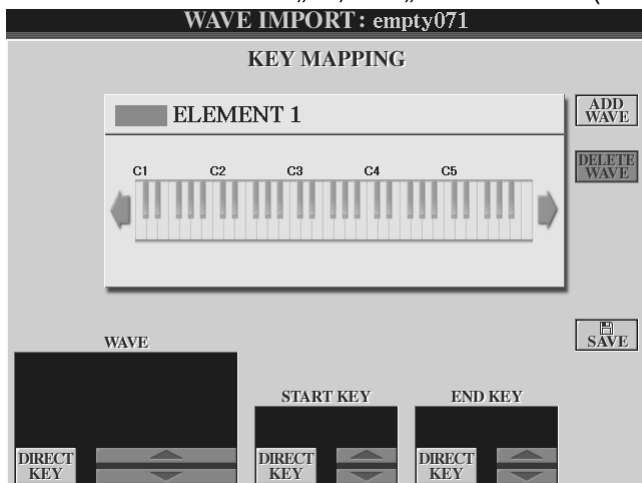 WAVE IMPORT: empty071
KEY MAPPING
ELEMENT 1
ADD
WAVE
C1 C2 C3 C4 C5
DELETE
WAVE
SAVE
WAVE
START KEY
END KEY
DIRECT
KEY
DIRECT
KEY
DIRECT
KEY